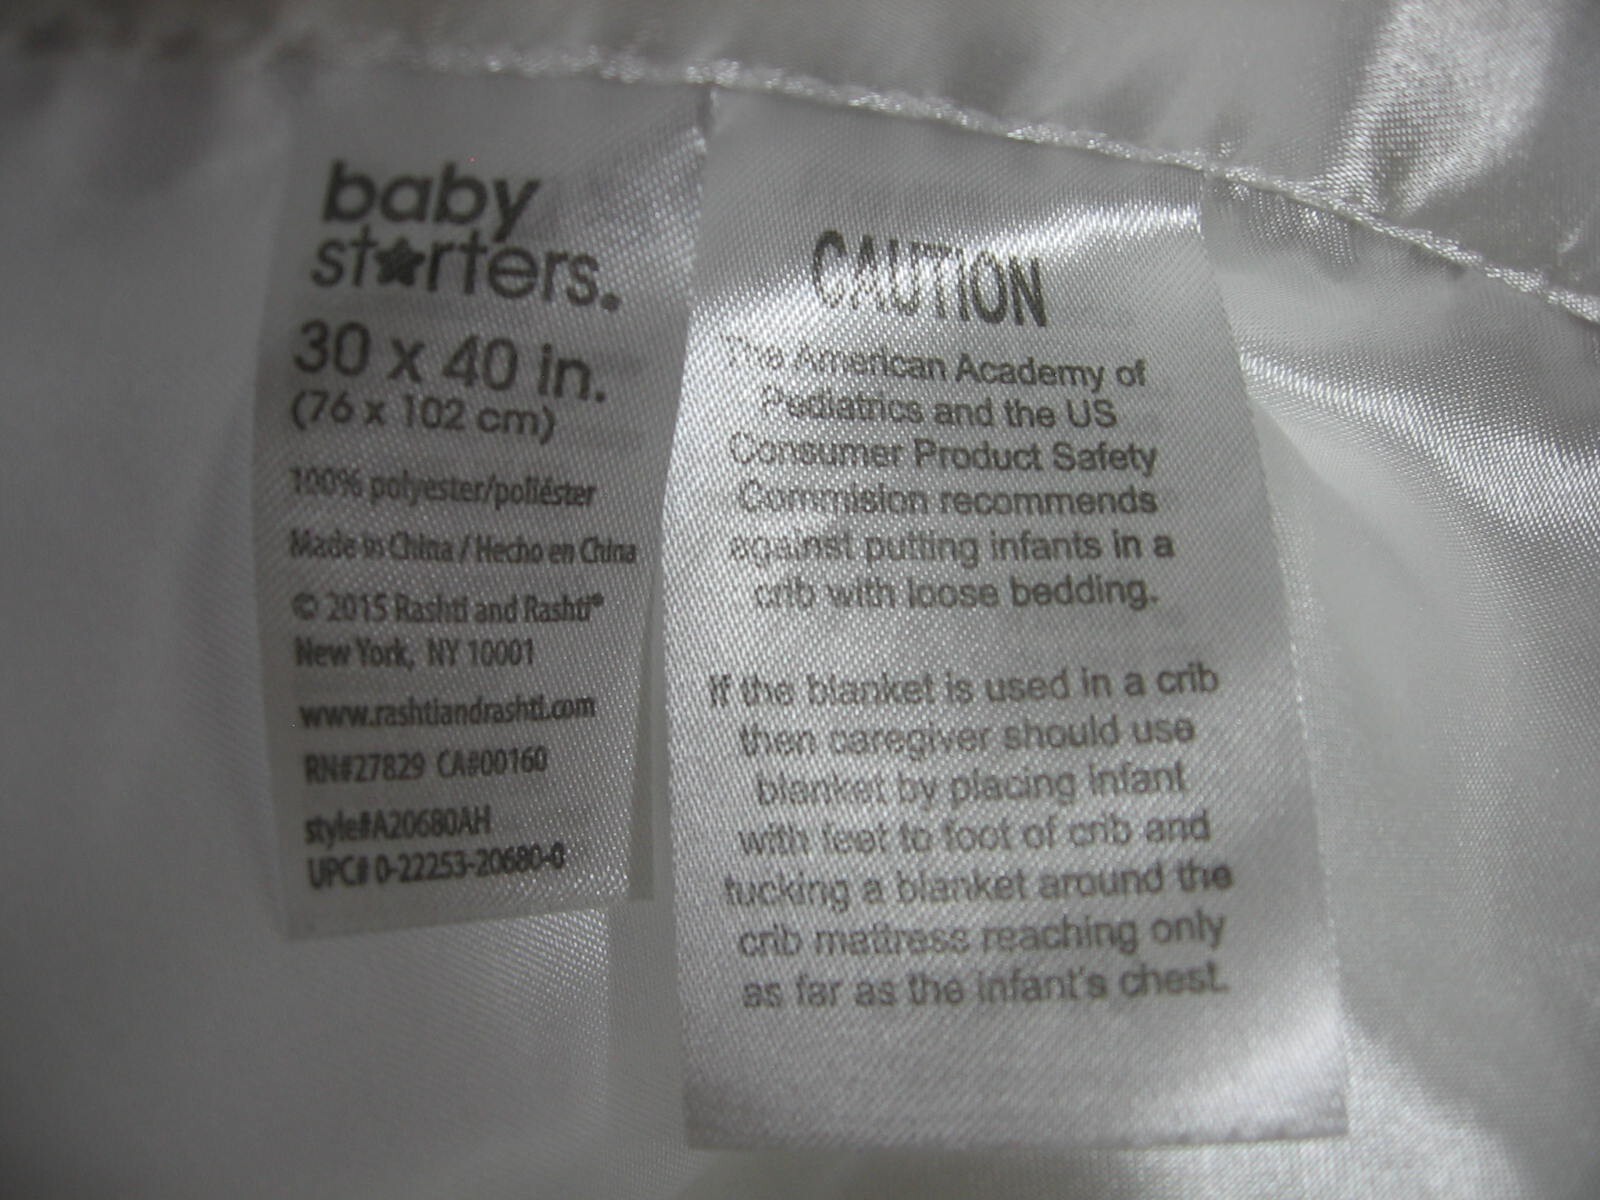 baby
starters.
30 x 40 in.
(76 x 102 cm)
100% polyester/poliéster
Made in China / Hecho en China
© 2015 Rashti and Rashti®
New York, NY 10001
www.rashtiandrashti.com
RN#27829 CA#00160
style#A20680AH
UPC# 0-22253-20680-0
CAUTION
The American Academy of
Pediatrics and the US
Consumer Product Safety
Commision recommends
against putting infants in a
crib with loose bedding.
If the blanket is used in a crib
then caregiver should use
blanket by placing infant
with feet to foot of crib and
tucking a blanket around the
crib mattress reaching only
as far as the infant's chest.